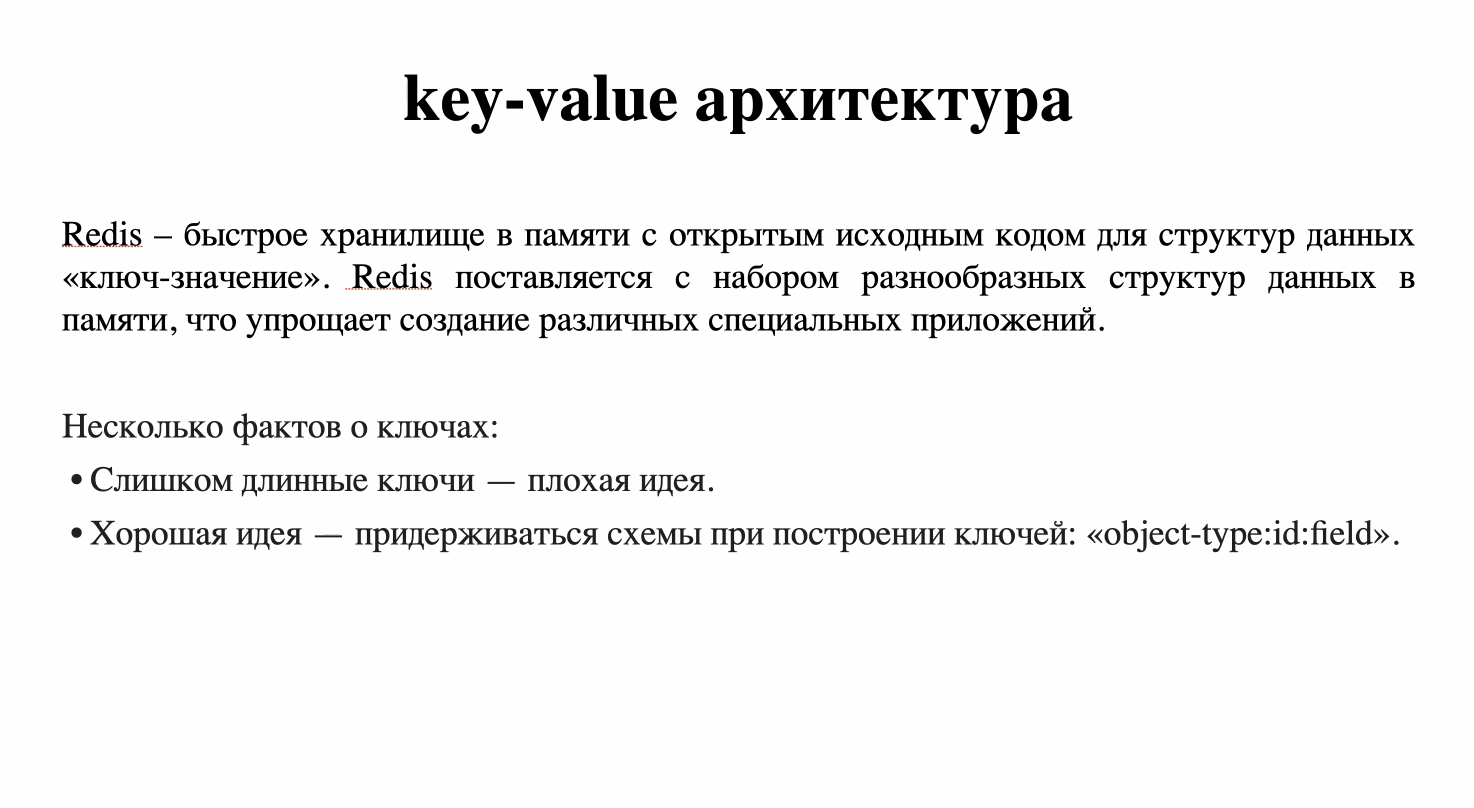 key-value архитектура
Redis – быстрое хранилище в памяти с открытым исходным кодом для структур данных
«ключ-значение». Redis поставляется с набором разнообразных структур данных в
памяти, что упрощает создание различных специальных приложений.
Несколько фактов о ключах:
• Слишком длинные ключи — плохая идея.
• Хорошая идея — придерживаться схемы при построении ключей: «object-type:id:field».